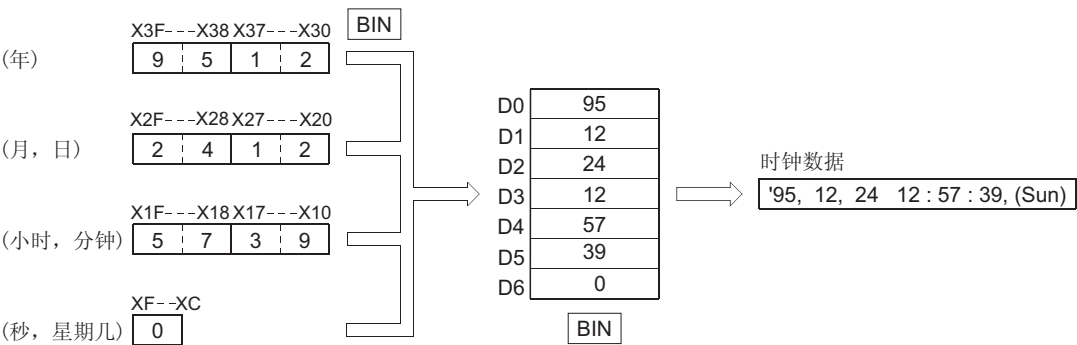 X3F---X38 X37---X30 BIN
(年) 9 5 1 2
X2F---X28 X27---X20
(月，日) 2 4 1 2
X1F---X18 X17---X10
(小时，分钟) 5 7 3 9
XF--XC
(秒，星期几) 0
D0 95
D1 12
D2 24
D3 12
D4 57
D5 39
D6 0
BIN
时钟数据
'95, 12, 24 12 : 57 : 39, (Sun)